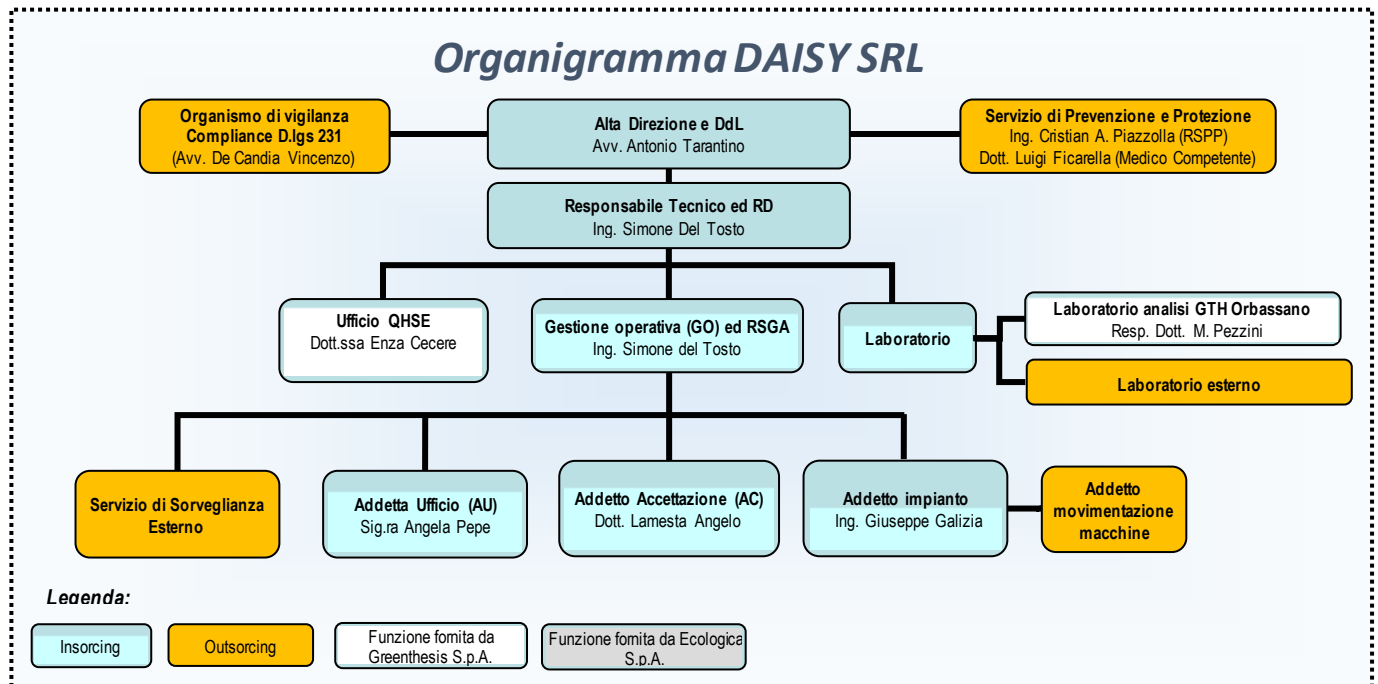 Organigramma DAISY SRL
Organismo di vigilanza
Compliance D.lgs 231
(Avv. De Candia Vincenzo)
Alta Direzione e DdL
Avv. Antonio Tarantino
Servizio di Prevenzione e Protezione
Ing. Cristian A. Piazzolla (RSPP)
Dott. Luigi Ficarella (Medico Competente)
Responsabile Tecnico ed RD
Ing. Simone Del Tosto
Ufficio QHSE
Dott.ssa Enza Cecere
Gestione operativa (GO) ed RSGA
Ing. Simone del Tosto
Laboratorio
Laboratorio analisi GTH Orbassano
Resp. Dott. M. Pezzini
Laboratorio esterno
Servizio di Sorveglianza
Esterno
Addetta Ufficio (AU)
Sig.ra Angela Pepe
Addetto Accettazione (AC)
Dott. Lamesta Angelo
Addetto impianto
Ing. Giuseppe Galizia
Addetto
movimentazione
macchine
Legenda:
Insorcing
Outsorcing
Funzione fornita da
Greenthesis S.p.A.
Funzione fornita da Ecologica
S.p.A.